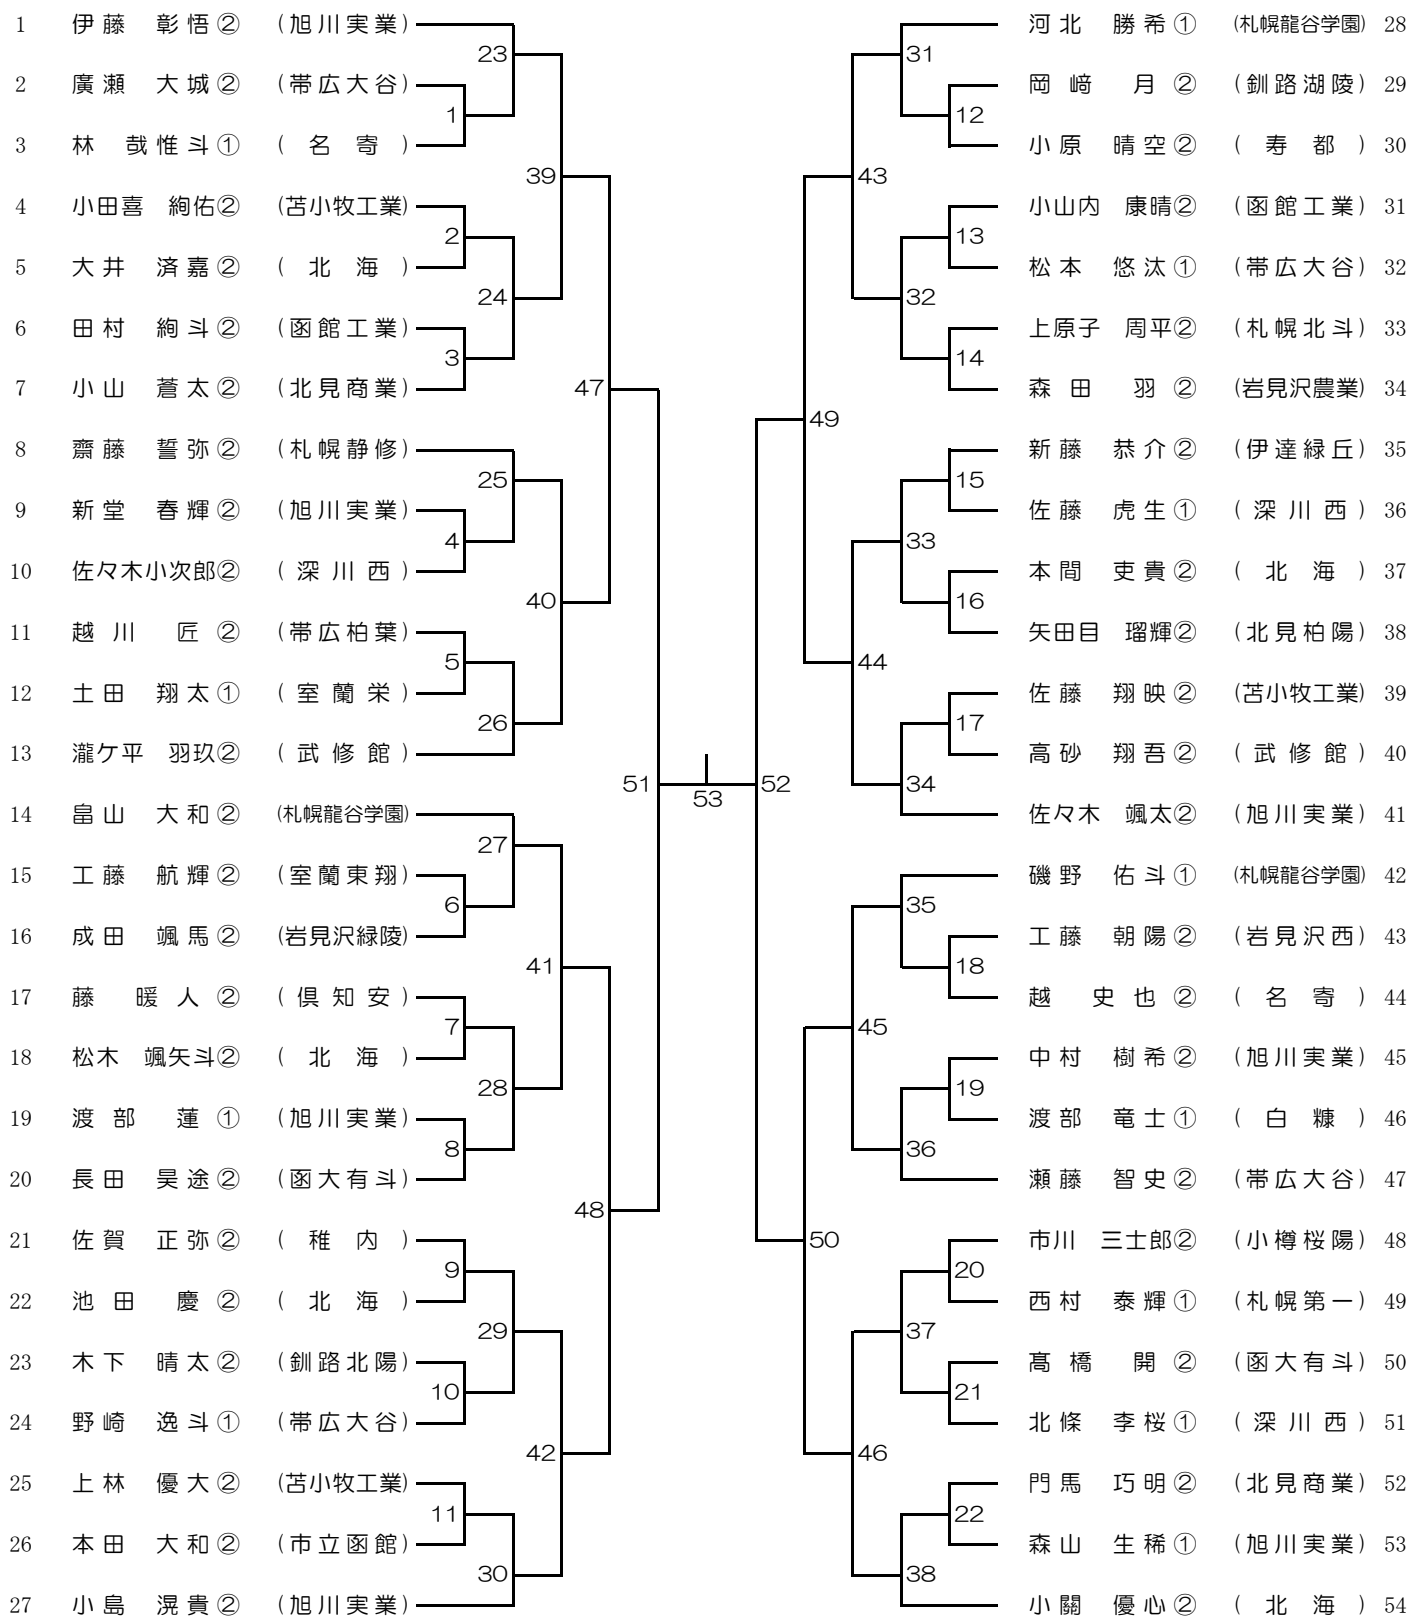 1 伊藤 彰悟② (旭川実業)
2 廣瀬 大城② (帯広大谷)
3 林 哉惟斗① (名寄)
4 小田喜 絢佑② (苫小牧工業)
5 大井 済嘉② (北海)
6 田村 絢斗② (函館工業)
7 小山 蒼太② (北見商業)
8 齋藤 誓弥② (札幌静修)
9 新堂 春輝② (旭川実業)
10 佐々木小次郎② (深川西)
11 越川 匠② (帯広柏葉)
12 土田 翔太① (室蘭栄)
13 瀧ケ平 羽玖② (武修館)
14 畠山 大和② (札幌龍谷学園)
15 工藤 航輝② (室蘭東翔)
16 成田 颯馬② (岩見沢緑陵)
17 藤 暖人② (倶知安)
18 松木 颯矢斗② (北海)
19 渡部 蓮① (旭川実業)
20 長田 昊途② (函大有斗)
21 佐賀 正弥② (稚内)
22 池田 慶② (北海)
23 木下 晴太② (釧路北陽)
24 野崎 逸斗① (帯広大谷)
25 上林 優大② (苫小牧工業)
26 本田 大和② (市立函館)
27 小島 滉貴② (旭川実業)
1
2
3
4
5
6
7
8
9
10
11
23
24
25
26
27
28
29
30
39
40
41
42
47
48
51
53
52
49
50
43
44
45
46
31
32
33
34
35
36
37
38
12
13
14
15
16
17
18
19
20
21
22
河北 勝希① (札幌龍谷学園) 28
岡﨑 月② (釧路湖陵) 29
小原 晴空② (寿都) 30
小山内 康晴② (函館工業) 31
松本 悠汰① (帯広大谷) 32
上原子 周平② (札幌北斗) 33
森田 羽② (岩見沢農業) 34
新藤 恭介② (伊達緑丘) 35
佐藤 虎生① (深川西) 36
本間 吏貴② (北海) 37
矢田目 瑠輝② (北見柏陽) 38
佐藤 翔映② (苫小牧工業) 39
高砂 翔吾② (武修館) 40
佐々木 颯太② (旭川実業) 41
磯野 佑斗① (札幌龍谷学園) 42
工藤 朝陽② (岩見沢西) 43
越 史也② (名寄) 44
中村 樹希② (旭川実業) 45
渡部 竜士① (白糠) 46
瀬藤 智史② (帯広大谷) 47
市川 三士郎② (小樽桜陽) 48
西村 泰輝① (札幌第一) 49
髙橋 開② (函大有斗) 50
北條 李桜① (深川西) 51
門馬 巧明② (北見商業) 52
森山 生稀① (旭川実業) 53
小關 優心② (北海) 54